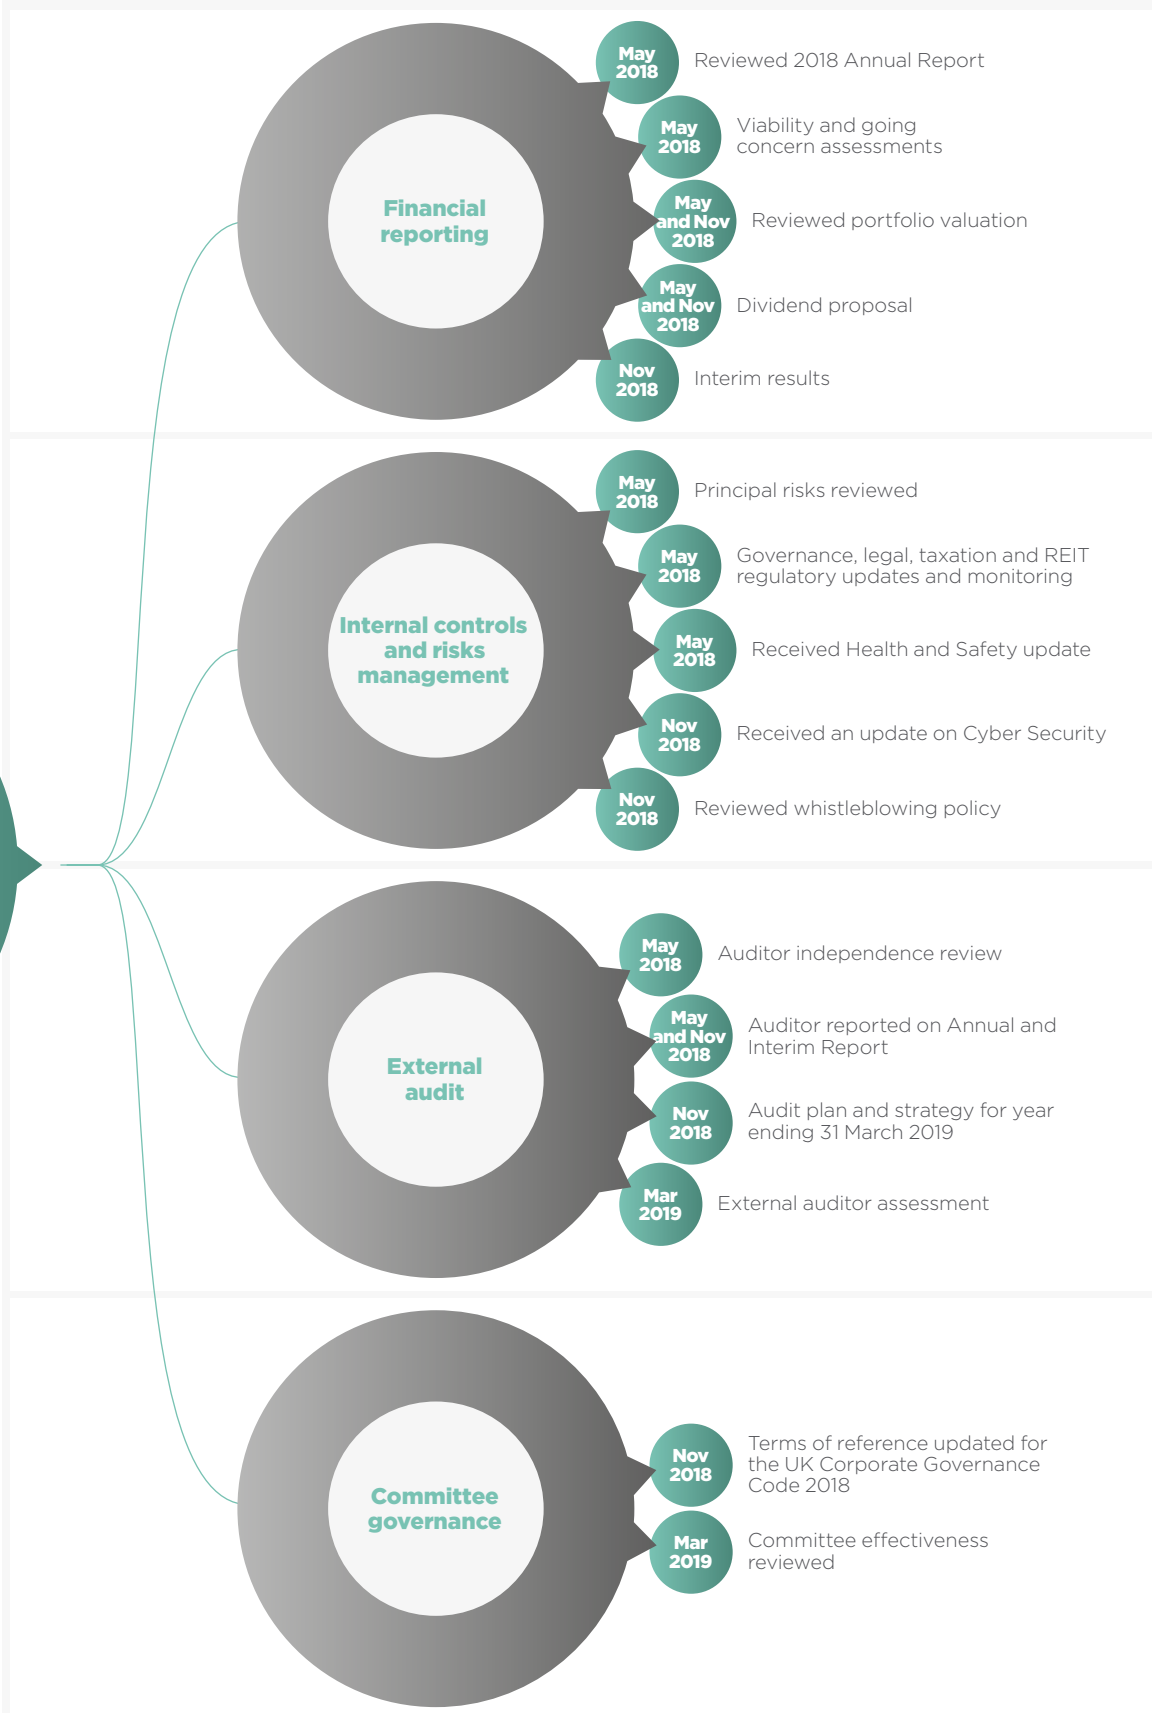 Financial
reporting
May
2018
Reviewed 2018 Annual Report
May
2018
Viability and going
concern assessments
May
and Nov
2018
Reviewed portfolio valuation
May
and Nov
2018
Dividend proposal
Nov
2018
Interim results
Internal controls
and risks
management
May
2018
Principal risks reviewed
May
2018
Governance, legal, taxation and REIT
regulatory updates and monitoring
May
2018
Received Health and Safety update
Nov
2018
Received an update on Cyber Security
Nov
2018
Reviewed whistleblowing policy
External
audit
May
2018
Auditor independence review
May
and Nov
2018
Auditor reported on Annual and
Interim Report
Nov
2018
Audit plan and strategy for year
ending 31 March 2019
Mar
2019
External auditor assessment
Committee
governance
Nov
2018
Terms of reference updated for
the UK Corporate Governance
Code 2018
Mar
2019
Committee effectiveness
reviewed